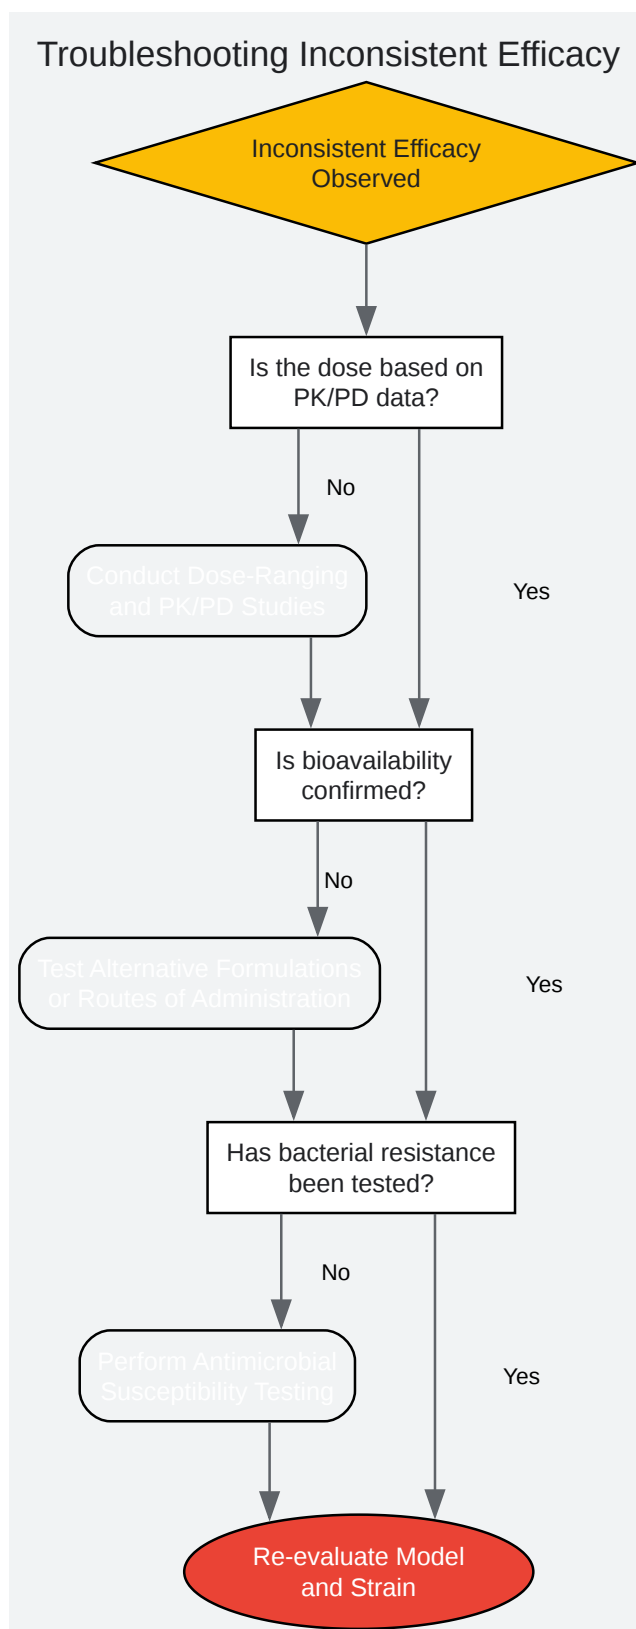 Troubleshooting Inconsistent Efficacy
Inconsistent Efficacy
Observed
Is the dose based on
PK/PD data?
No
Conduct Dose-Ranging
and PK/PD Studies
Yes
Is bioavailability
confirmed?
No
Test Alternative Formulations
or Routes of Administration
Yes
Has bacterial resistance
been tested?
No
Perform Antimicrobial
Susceptibility Testing
Yes
Re-evaluate Model
and Strain